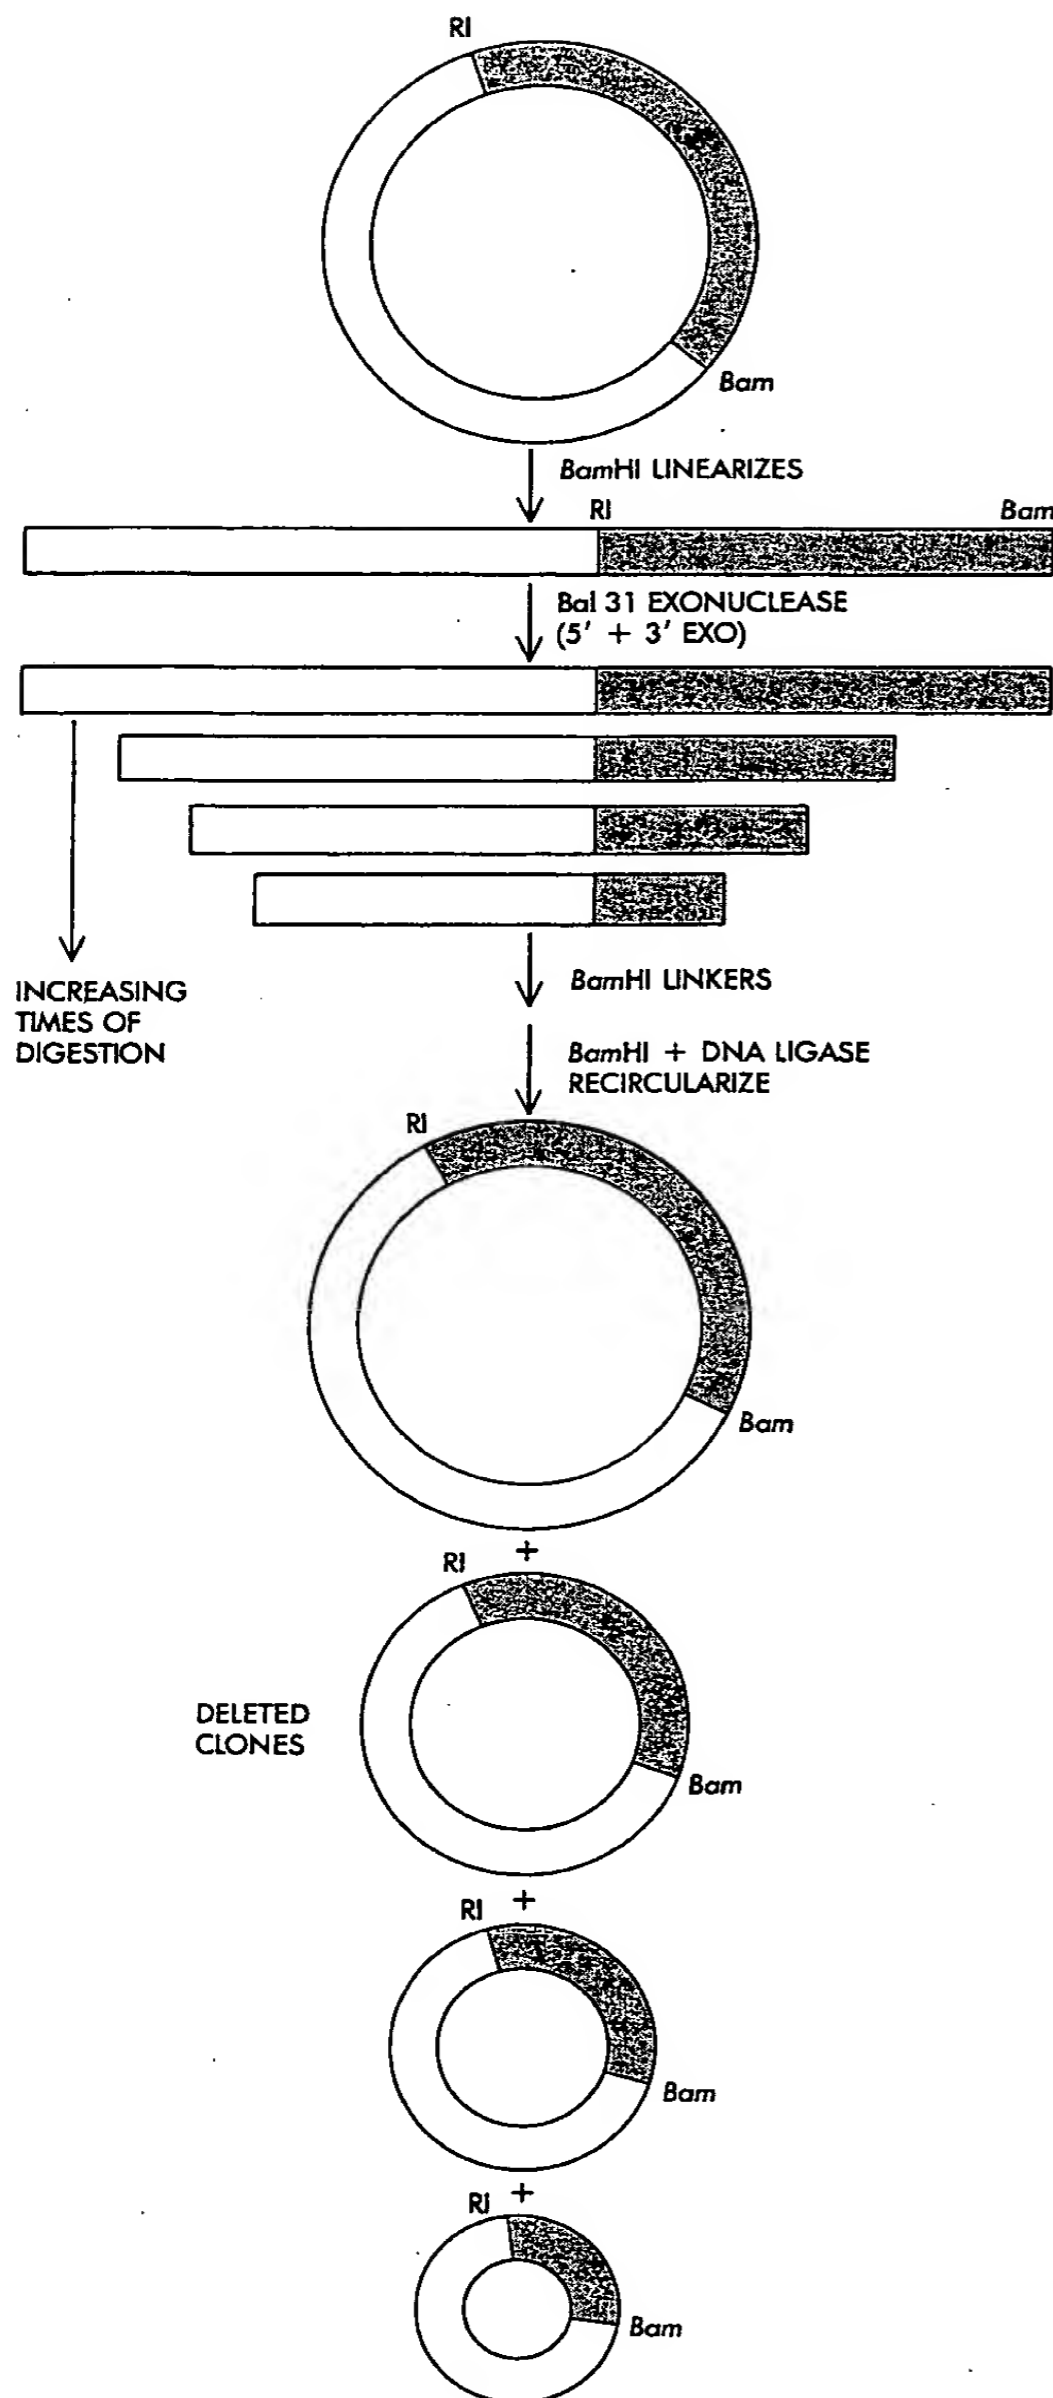 RI
Bam
BamHI LINEARIZES
RI
Bam
Bal 31 EXONUCLEASE
(5' + 3' EXO)
INCREASING
TIMES OF
DIGESTION
BamHI LINKERS
BamHI + DNA LIGASE
RECIRCULARIZE
RI
Bam
+
RI
DELETED
CLONES
Bam
+
RI
Bam
+
RI
Bam